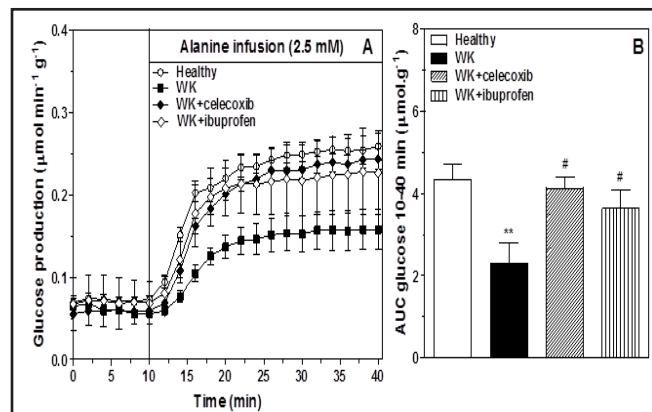 Alanine infusion (2.5 mM) A
Healthy
WK
WK+celecoxib
WK+ibuprofen
Glucose production (µmol min⁻¹ g⁻¹)
0.4
0.3
0.2
0.1
0.0
0 5 10 15 20 25 30 35 40
Time (min)
B
Healthy
WK
WK+celecoxib
WK+ibuprofen
AUC glucose 10-40 min (µmol.g⁻¹)
8
6
4
2
0
**
#
#